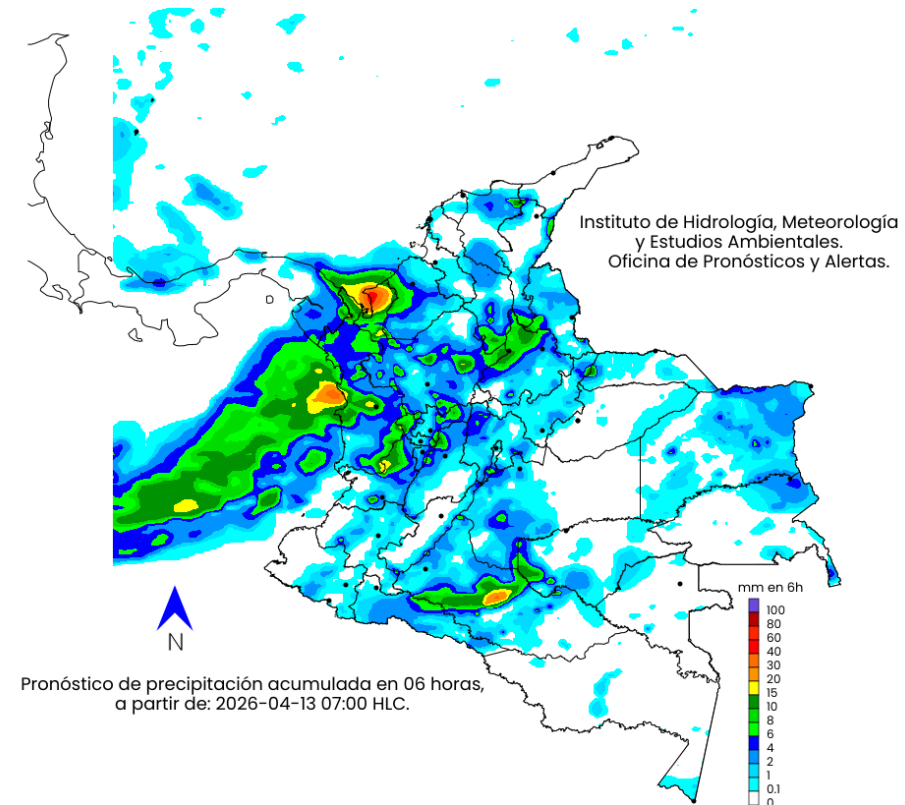 Instituto de Hidrología, Meteorología
y Estudios Ambientales.
Oficina de Pronósticos y Alertas.
mm en 6h
100
80
60
40
30
20
15
10
8
6
4
2
1
0.1
0
N
Pronóstico de precipitación acumulada en 06 horas,
a partir de: 2026-04-13 07:00 HLC.